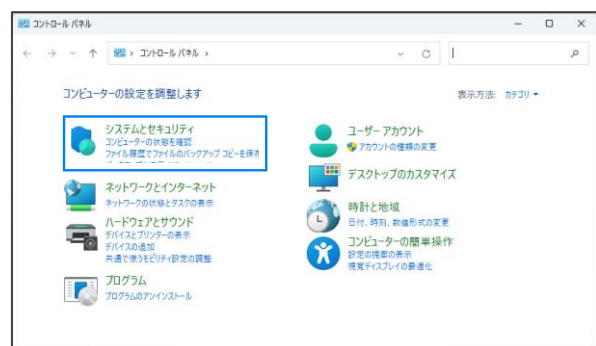 コントロール パネル
コントロール パネル
コンピューターの設定を調整します
表示方法: カテゴリ
システムとセキュリティ
コンピューターの状態を確認
ファイル履歴でファイルのバックアップ コピーを保存
ネットワークとインターネット
ネットワークの状態とタスクの表示
ハードウェアとサウンド
デバイスとプリンターの表示
デバイスの追加
共通で使うモビリティ設定の調整
プログラム
プログラムのアンインストール
ユーザー アカウント
アカウントの種類の変更
デスクトップのカスタマイズ
時計と地域
日付、時刻、数値形式の変更
コンピューターの簡単操作
設定の提案の表示
視覚ディスプレイの最適化